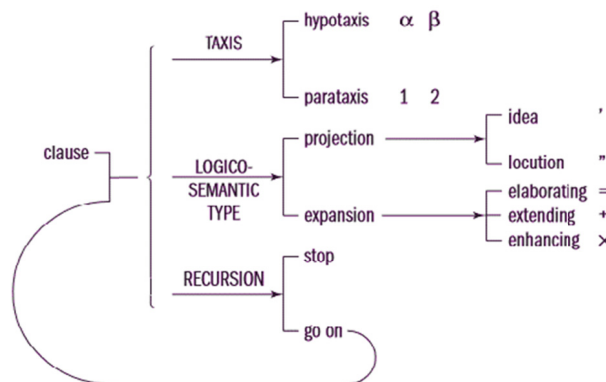 hypotaxis α β
TAXIS
parataxis 1 2
idea '
projection
clause
LOGICO-
SEMANTIC
TYPE
locution "
elaborating =
expansion
extending +
enhancing ×
stop
RECURSION
go on